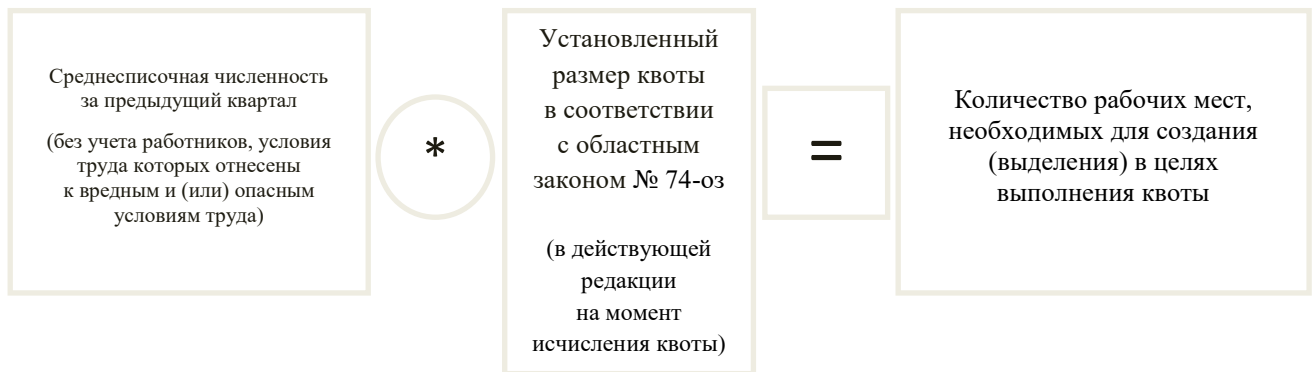 Среднесписочная численность
за предыдущий квартал
(без учета работников, условия
труда которых отнесены
к вредным и (или) опасным
условиям труда)
*
Установленный
размер квоты
в соответствии
с областным
законом № 74-оз
(в действующей
редакции
на момент
исчисления квоты)
=
Количество рабочих мест,
необходимых для создания
(выделения) в целях
выполнения квоты